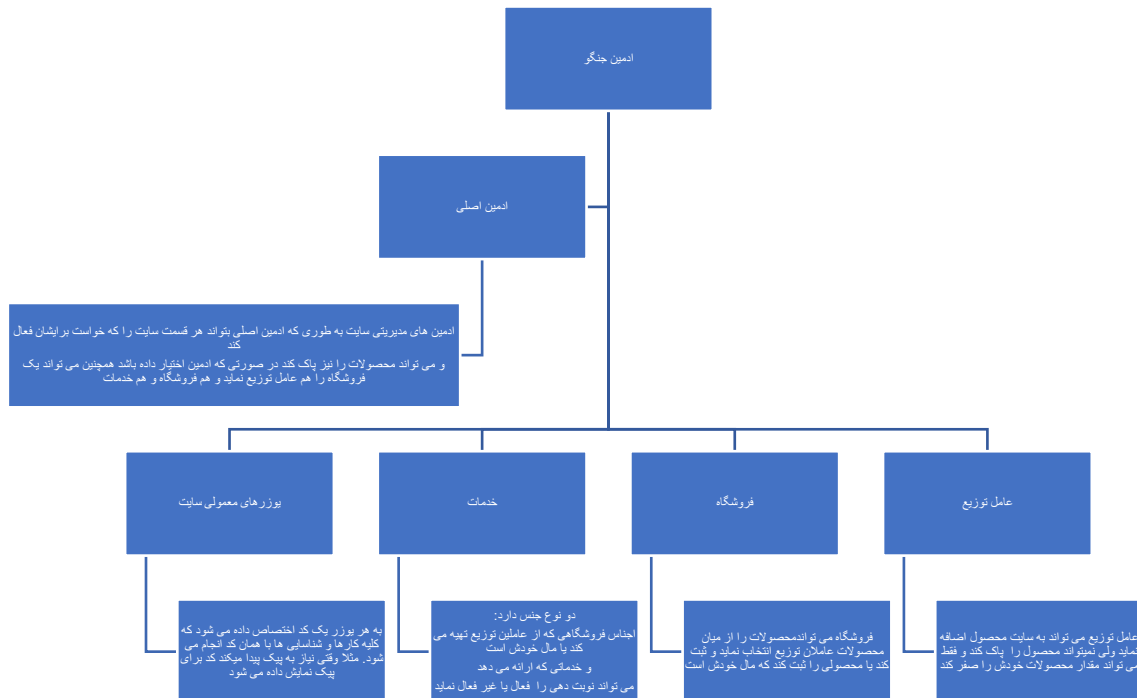 ادمین جنگو
ادمین اصلی
ادمین های مدیریتی سایت به طوری که ادمین اصلی بتواند هر قسمت سایت را که خواست برایشان فعال
کند
و می تواند محصولات را نیز پاک کند در صورتی که ادمین اختیار داده باشد همچنین می تواند یک
فروشگاه را هم عامل توزیع نماید و هم فروشگاه و هم خدمات
عامل توزیع
فروشگاه
خدمات
یوزرهای معمولی سایت
عامل توزیع می تواند به سایت محصول اضافه
نماید ولی نمیتواند محصول را پاک کند و فقط
می تواند مقدار محصولات خودش را صفر کند
فروشگاه می تواندمحصولات را از میان
محصولات عاملان توزیع انتخاب نماید و ثبت
کند یا محصولی را ثبت کند که مال خودش است
دو نوع جنس دارد:
اجناس فروشگاهی که از عاملین توزیع تهیه می
کند یا مال خودش است
و خدماتی که ارائه می دهد
می تواند نوبت دهی را فعال یا غیر فعال نماید
به هر یوزر یک کد اختصاص داده می شود که
کلیه کارها و شناسایی ها با همان کد انجام می
شود. مثلا وقتی نیاز به پیک پیدا میکند کد برای
پیک نمایش داده می شود